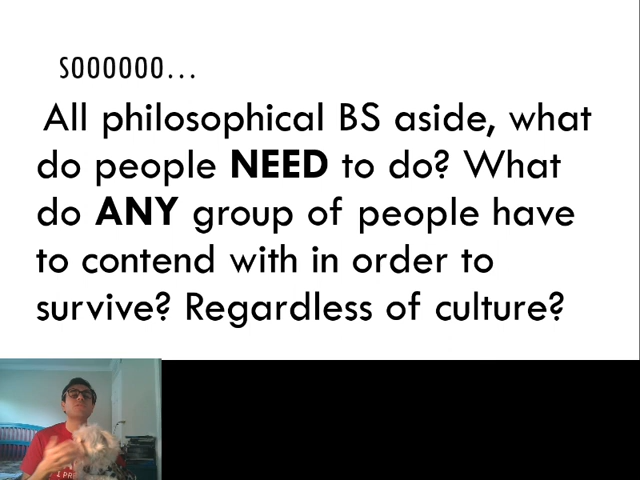 SOOOOOO...
All philosophical BS aside, what
do people NEED to do? What
do ANY group of people have
to contend with in order to
survive? Regardless of culture?